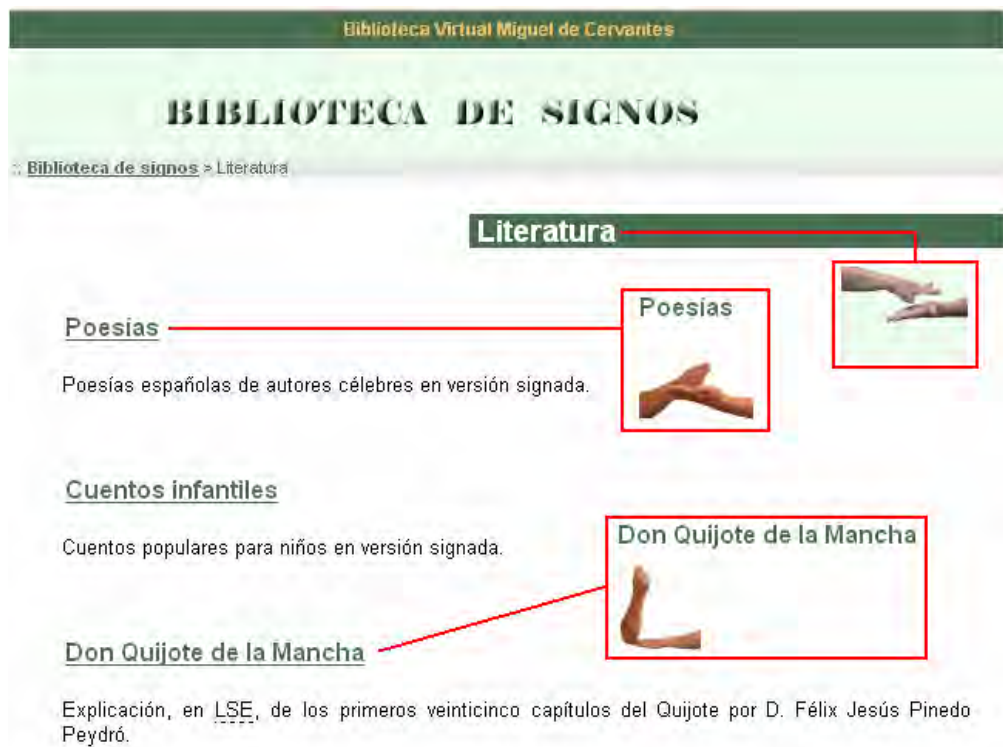 Biblioteca Virtual Miguel de Cervantes
BIBLIOTECA DE SIGNOS
.:. Biblioteca de signos > Literatura
Literatura
Poesías
Poesías
Poesías españolas de autores célebres en versión signada.
Cuentos infantiles
Cuentos populares para niños en versión signada.
Don Quijote de la Mancha
Don Quijote de la Mancha
Explicación, en LSE, de los primeros veinticinco capítulos del Quijote por D. Félix Jesús Pinedo
Peydró.